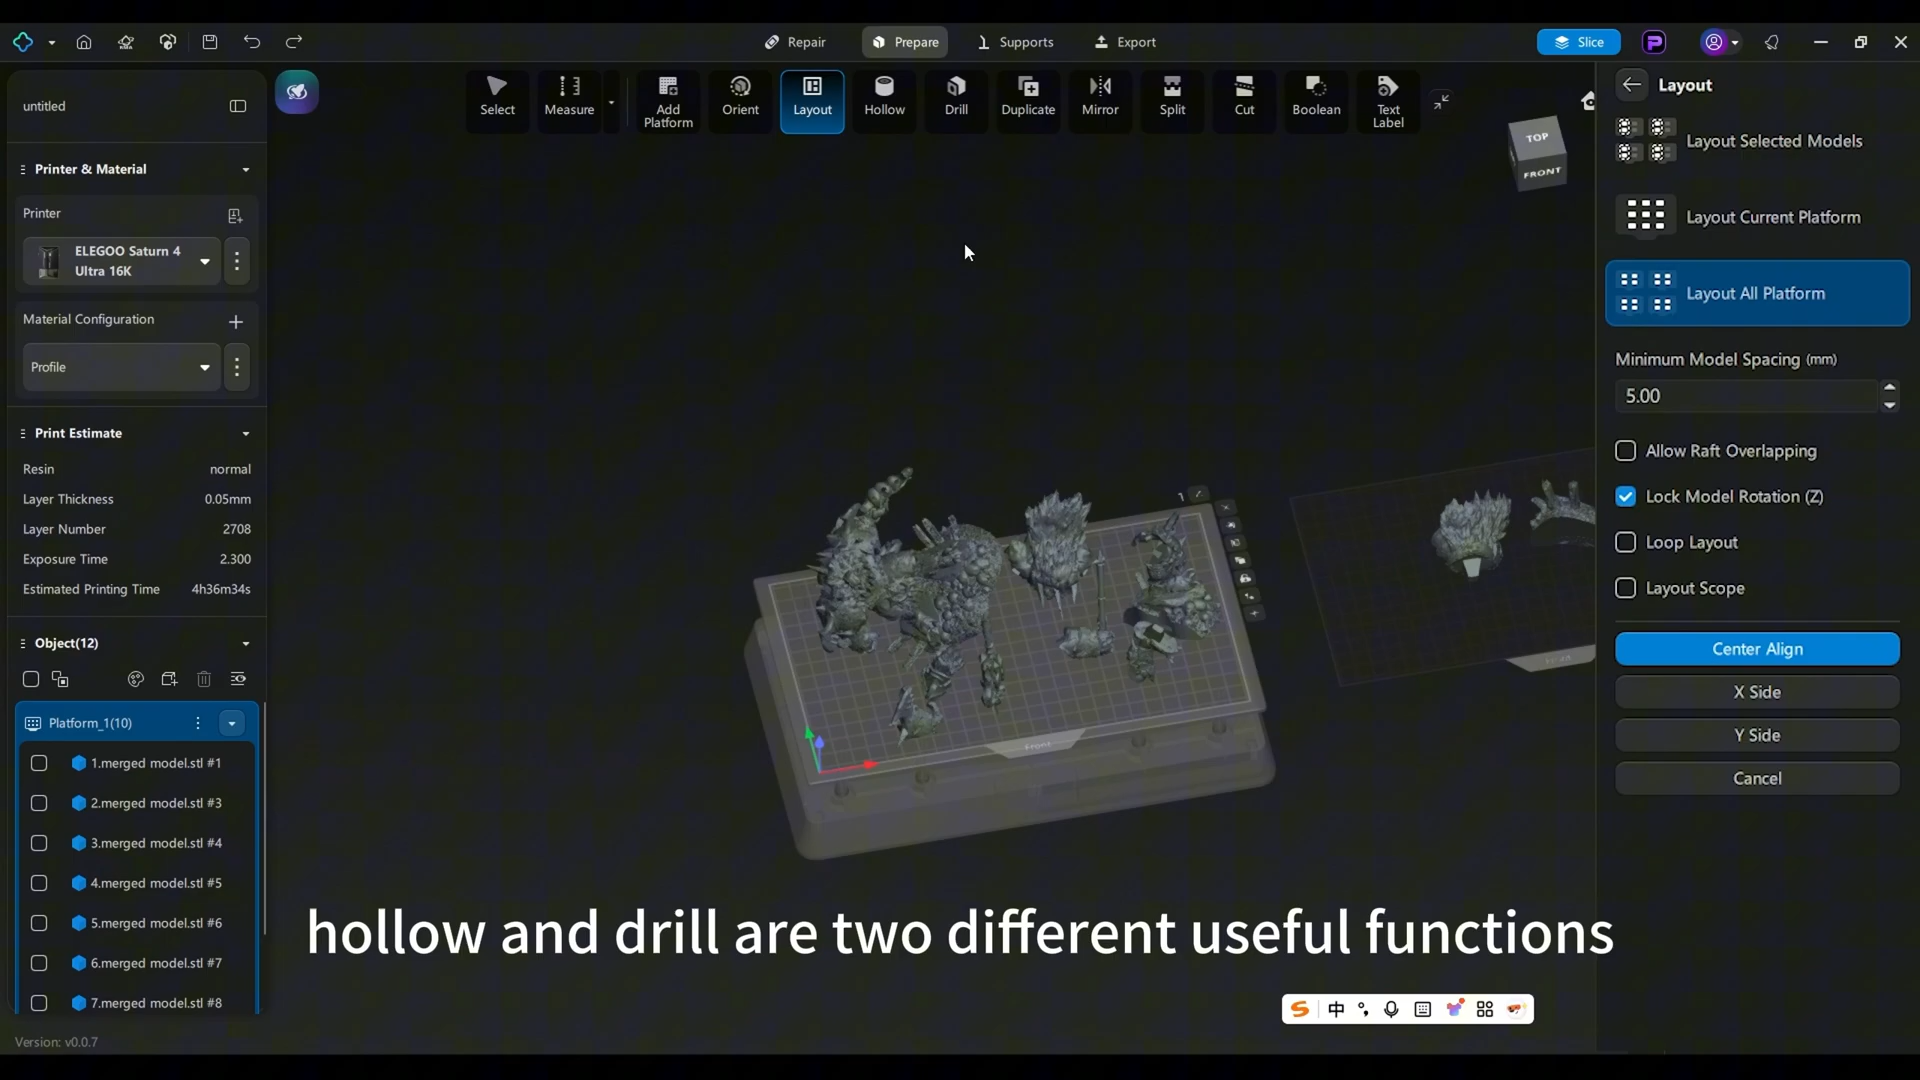 Repair
Prepare
Supports
Export
Slice
untitled
Select
Measure
Add
Platform
Orient
Layout
Hollow
Drill
Duplicate
Mirror
Split
Cut
Boolean
Text
Label
TOP
FRONT
Printer & Material
Printer
ELEGOO Saturn 4
Ultra 16K
Material Configuration
Profile
Print Estimate
Resin normal
Layer Thickness 0.05mm
Layer Number 2708
Exposure Time 2.300
Estimated Printing Time 4h36m34s
Object(12)
Platform_1(10)
1.merged model.stl #1
2.merged model.stl #3
3.merged model.stl #4
4.merged model.stl #5
5.merged model.stl #6
6.merged model.stl #7
7.merged model.stl #8
Version: v0.0.7
Front
Layout
Layout Selected Models
Layout Current Platform
Layout All Platform
Minimum Model Spacing (mm)
5.00
Allow Raft Overlapping
Lock Model Rotation (Z)
Loop Layout
Layout Scope
Center Align
X Side
Y Side
Cancel
hollow and drill are two different useful functions
中